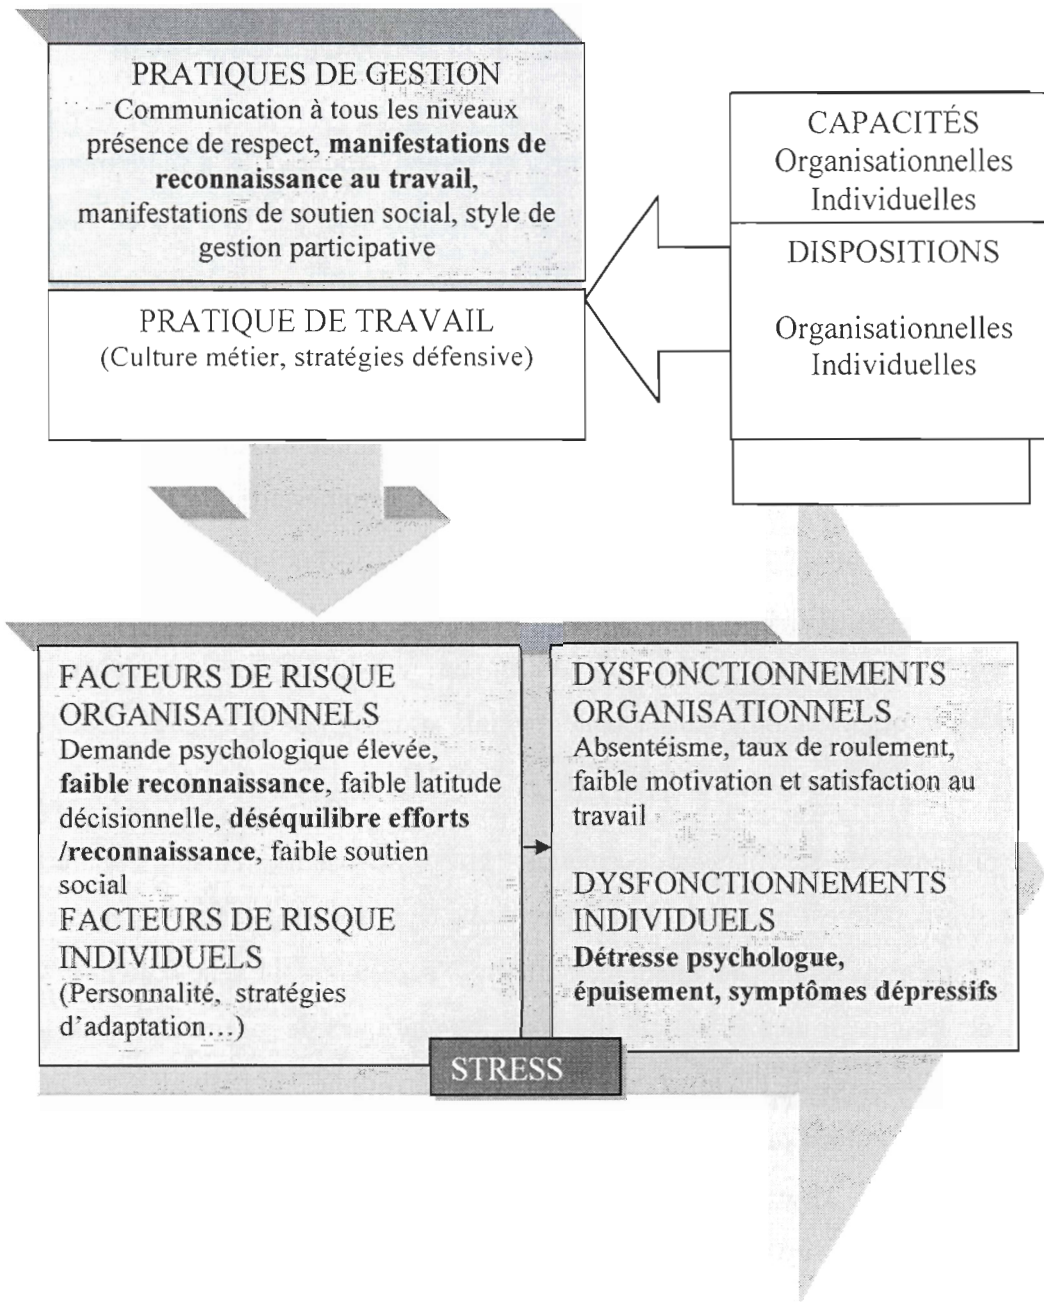 PRATIQUES DE GESTION
Communication à tous les niveaux
présence de respect, manifestations de
reconnaissance au travail,
manifestations de soutien social, style de
gestion participative
PRATIQUE DE TRAVAIL
(Culture métier, stratégies défensive)
CAPACITÉS
Organisationnelles
Individuelles
DISPOSITIONS
Organisationnelles
Individuelles
FACTEURS DE RISQUE
ORGANISATIONNELS
Demande psychologique élevée,
faible reconnaissance, faible latitude
décisionnelle, déséquilibre efforts
/reconnaissance, faible soutien
social
FACTEURS DE RISQUE
INDIVIDUELS
(Personnalité, stratégies
d’adaptation…)
DYSFONCTIONNEMENTS
ORGANISATIONNELS
Absentéisme, taux de roulement,
faible motivation et satisfaction au
travail
DYSFONCTIONNEMENTS
INDIVIDUELS
Détresse psychologue,
épuisement, symptômes dépressifs
STRESS